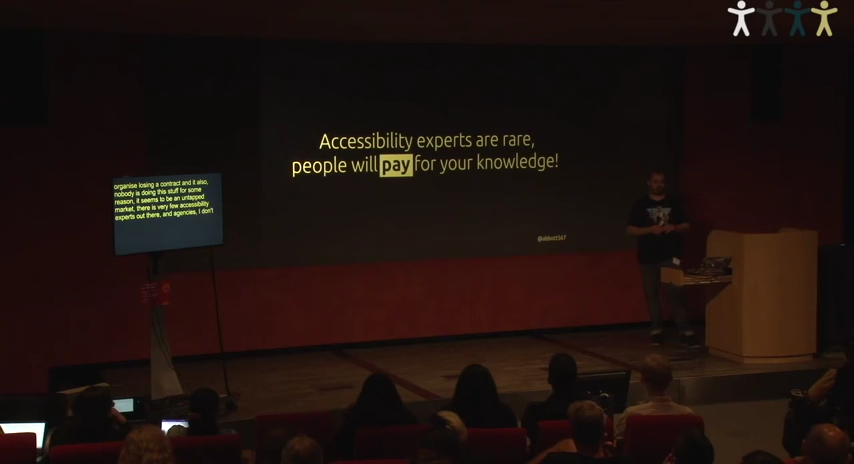 Accessibility experts are rare,
people will pay for your knowledge!
@abbott567
organise losing a contract and it also,
nobody is doing this stuff for some
reason, it seems to be an untapped
market, there is very few accessibility
experts out there, and agencies, I don't